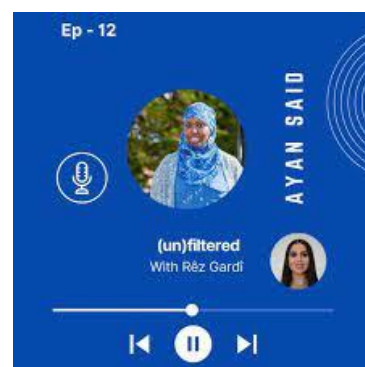 Ep - 12
AYAN SAID
(un)filtered
With Rêz Gardî